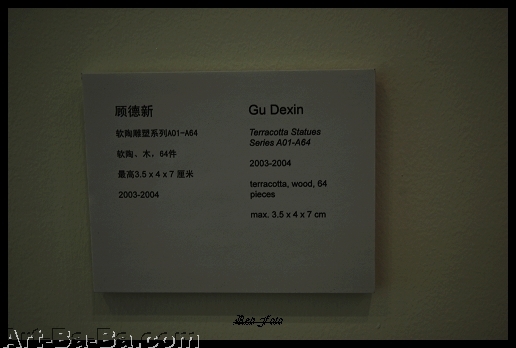 顾德新
软陶雕塑系列A01-A64
软陶、木，64件
最高3.5 x 4 x 7 厘米
2003-2004
Gu Dexin
Terracotta Statues
Series A01-A64
2003-2004
terracotta, wood, 64
pieces
max. 3.5 x 4 x 7 cm
Art-Ba-Ba.com